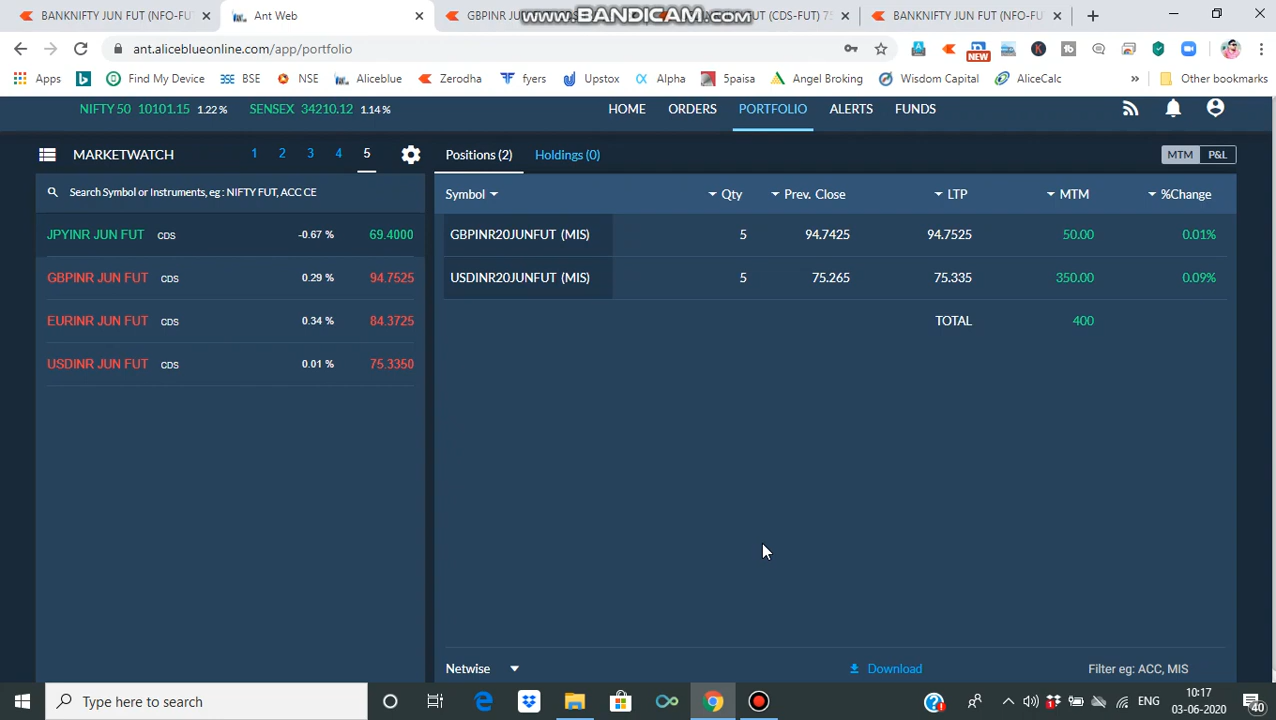 BANKNIFTY JUN FUT (NFO-FU
Ant Web
GBPINR JU
FUT (CDS-FUT) 75
BANKNIFTY JUN FUT (NFO-FU
www.BANDICAM.com
ant.aliceblueonline.com/app/portfolio
NEW
Apps
Find My Device
BSE
NSE
Aliceblue
Zerodha
fyers
Upstox
Alpha
5paisa
Angel Broking
Wisdom Capital
AliceCalc
»
Other bookmarks
NIFTY 50 10101.15 1.22 %
SENSEX 34210.12 1.14 %
HOME
ORDERS
PORTFOLIO
ALERTS
FUNDS
MARKETWATCH
1 2 3 4 5
Positions (2)
Holdings (0)
MTM P&L
Search Symbol or Instruments, eg : NIFTY FUT, ACC CE
Symbol Qty Prev. Close LTP MTM %Change
JPYINR JUN FUT CDS -0.67 % 69.4000
GBPINR JUN FUT CDS 0.29 % 94.7525
EURINR JUN FUT CDS 0.34 % 84.3725
USDINR JUN FUT CDS 0.01 % 75.3350
GBPINR20JUNFUT (MIS) 5 94.7425 94.7525 50.00 0.01%
USDINR20JUNFUT (MIS) 5 75.265 75.335 350.00 0.09%
TOTAL 400
Netwise
Download
Filter eg: ACC, MIS
Type here to search
ENG
10:17
03-06-2020
40